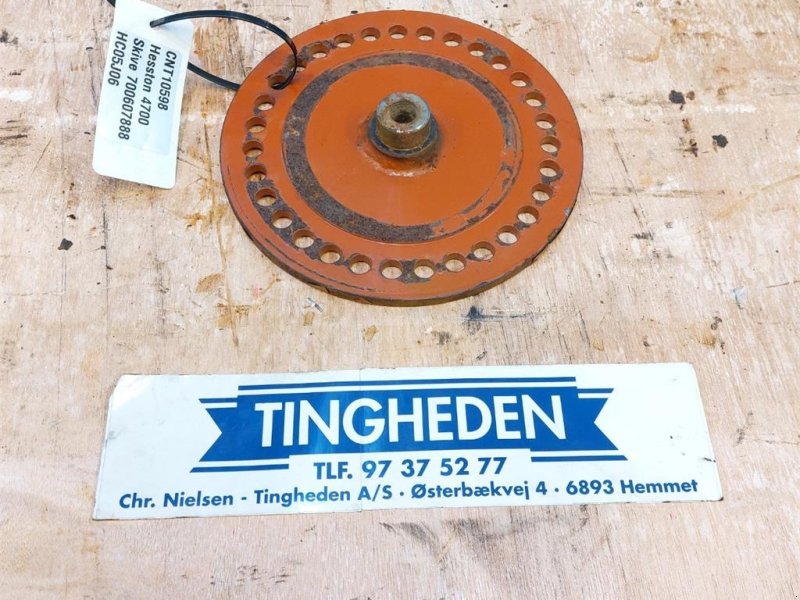 CNT10598
Hesston 4700
Skive 700607888
HC05J06
TINGHEDEN
TLF. 97 37 52 77
Chr. Nielsen - Tingheden A/S · Østerbækvej 4 · 6893 Hemmet